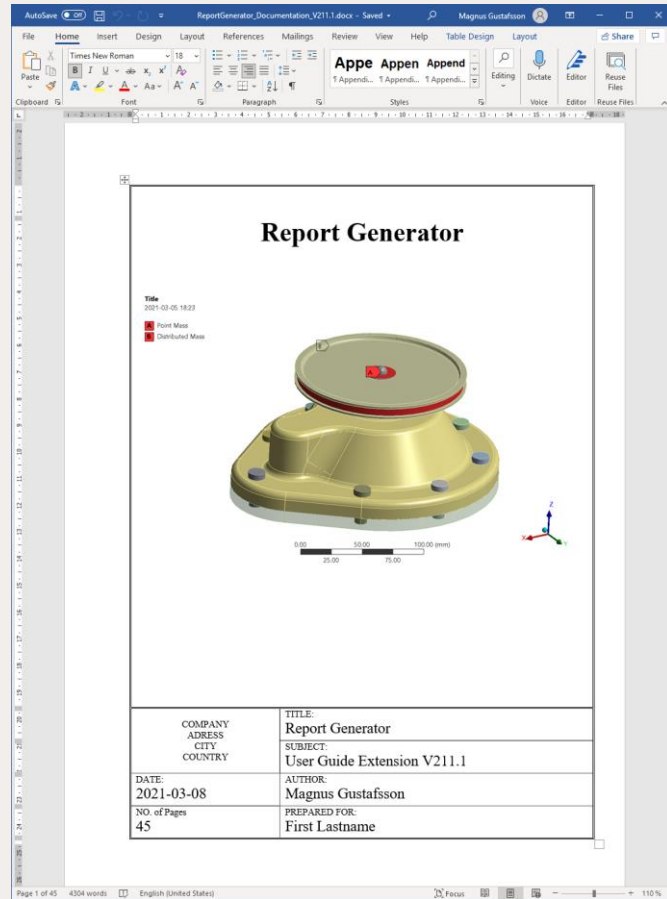 AutoSave Off ReportGenerator_Documentation_V211.1.docx - Saved Magnus Gustafsson
File Home Insert Design Layout References Mailings Review View Help Table Design Layout Share
Times New Roman 18
Appe Appen Append
Paste
B I U ab x₂ x² A
¶ Appendi... ¶ Appendi... ¶ Appendi...
Editing Dictate Editor Reuse
Files
A A Aa A A
Clipboard Font Paragraph Styles Voice Editor Reuse Files
Report Generator
Title
2021-03-05 18:23
A Point Mass
B Distributed Mass
B
A
Z
X Y
0.00 50.00 100.00 (mm)
25.00 75.00
COMPANY
ADRESS
CITY
COUNTRY
TITLE:
Report Generator
SUBJECT:
User Guide Extension V211.1
DATE:
2021-03-08
AUTHOR:
Magnus Gustafsson
NO. of Pages
45
PREPARED FOR:
First Lastname
Page 1 of 45 4304 words English (United States) Focus 110%